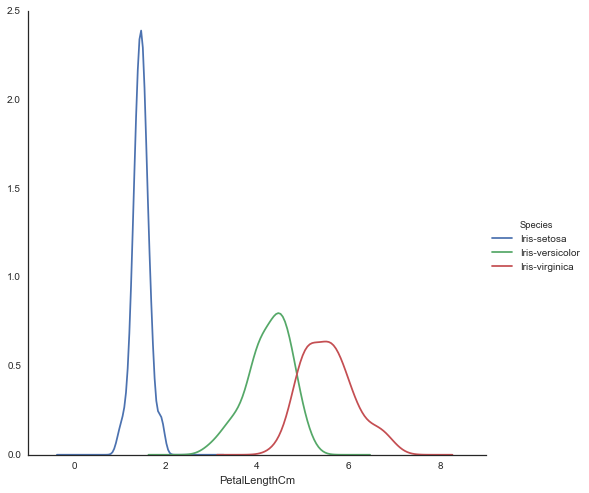 2.5
2.0
1.5
1.0
0.5
0.0
0 2 4 6 8
PetalLengthCm
Species
Iris-setosa
Iris-versicolor
Iris-virginica